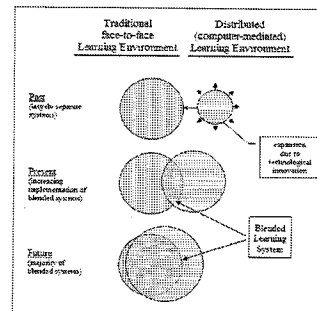 Traditional
face-to-face
Learning Environment
Distributed
(computer-mediated)
Learning Environment
Past
(largely separate
systems)
expansion
due to
technological
innovation
Present
(increasing
implementation of
blended systems)
Blended
Learning
System
Future
(majority of
blended systems)